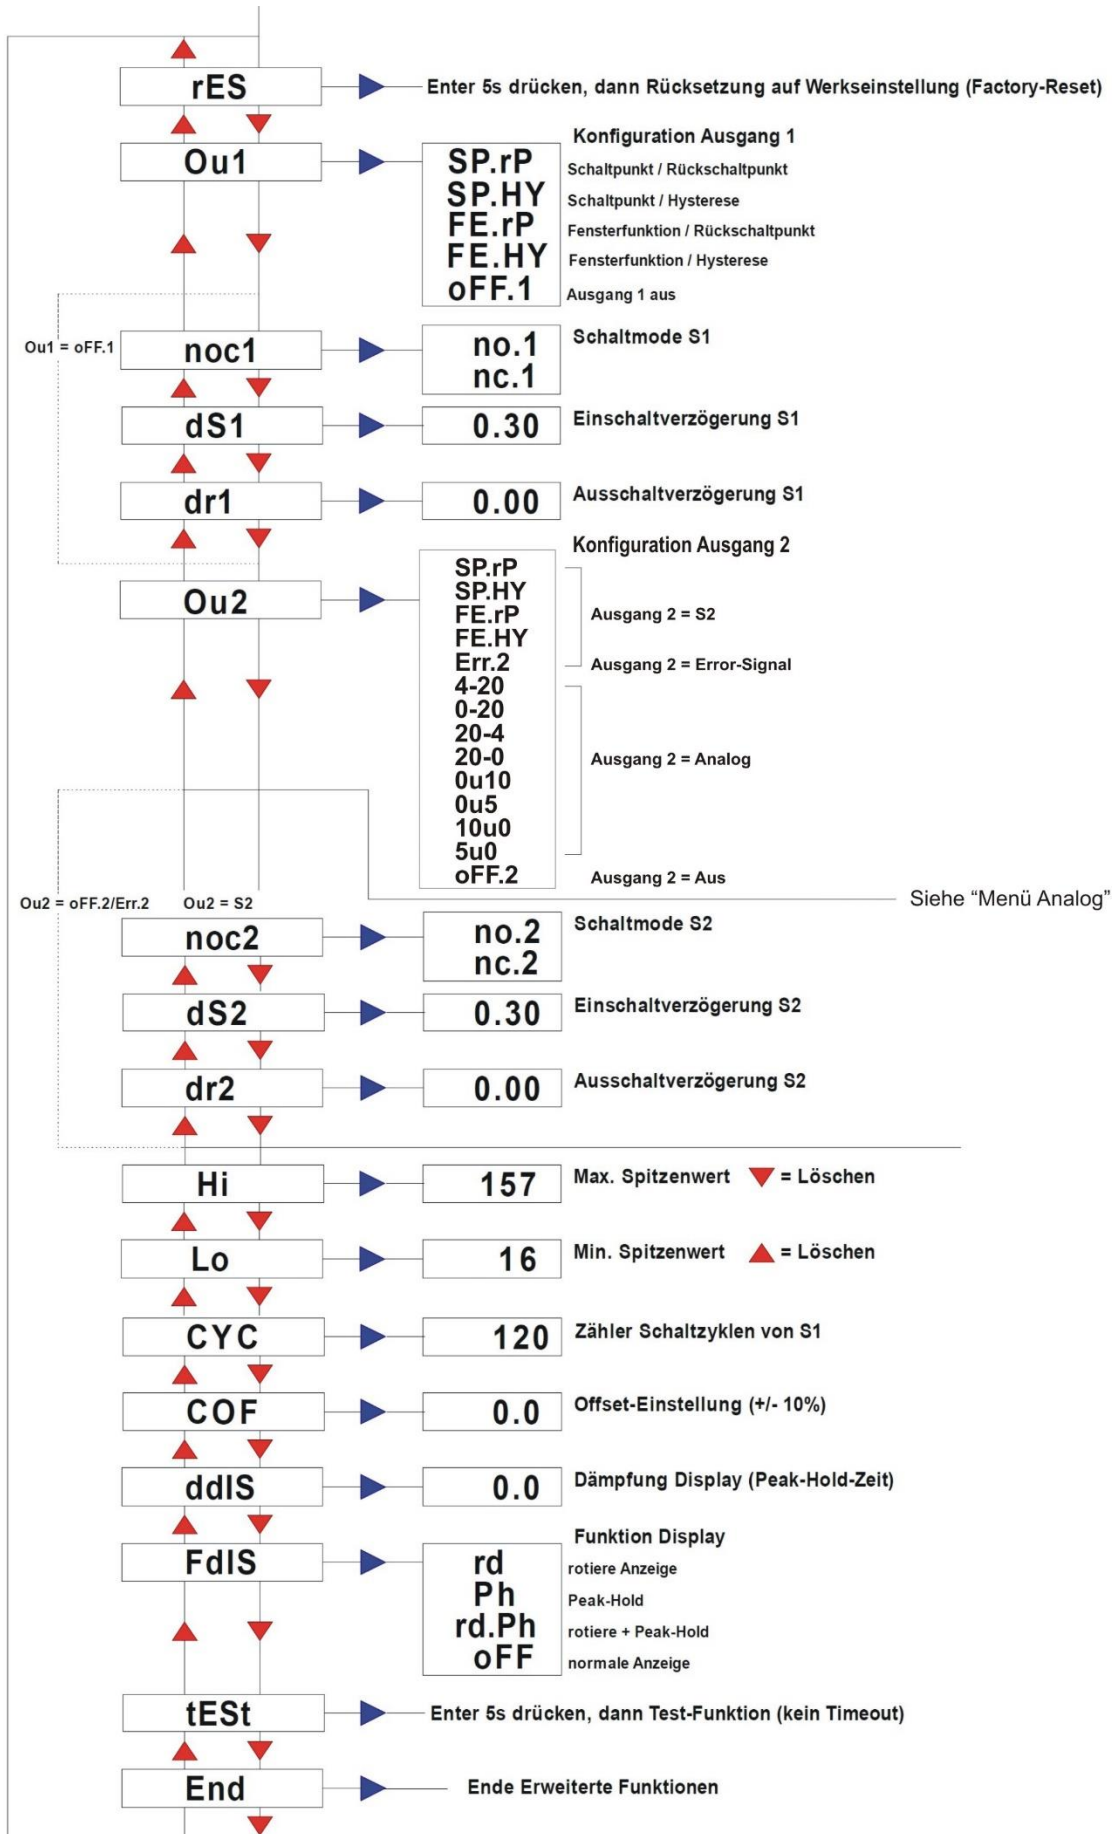 rES
Enter 5s drücken, dann Rücksetzung auf Werkseinstellung (Factory-Reset)
Ou1
Konfiguration Ausgang 1
SP.rP Schaltpunkt / Rückschaltpunkt
SP.HY Schaltpunkt / Hysterese
FE.rP Fensterfunktion / Rückschaltpunkt
FE.HY Fensterfunktion / Hysterese
oFF.1 Ausgang 1 aus
Ou1 = oFF.1
noc1
no.1 Schaltmode S1
nc.1
dS1 0.30 Einschaltverzögerung S1
dr1 0.00 Ausschaltverzögerung S1
Konfiguration Ausgang 2
Ou2
SP.rP
SP.HY
FE.rP
FE.HY
Ausgang 2 = S2
Err.2 Ausgang 2 = Error-Signal
4-20
0-20
20-4
20-0
0u10
0u5
10u0
5u0
Ausgang 2 = Analog
oFF.2 Ausgang 2 = Aus
Ou2 = oFF.2/Err.2 Ou2 = S2
Siehe “Menü Analog”
noc2
no.2 Schaltmode S2
nc.2
dS2 0.30 Einschaltverzögerung S2
dr2 0.00 Ausschaltverzögerung S2
Hi 157 Max. Spitzenwert ▼ = Löschen
Lo 16 Min. Spitzenwert ▲ = Löschen
CYC 120 Zähler Schaltzyklen von S1
COF 0.0 Offset-Einstellung (+/- 10%)
ddIS 0.0 Dämpfung Display (Peak-Hold-Zeit)
FdIS
Funktion Display
rd rotiere Anzeige
Ph Peak-Hold
rd.Ph rotiere + Peak-Hold
oFF normale Anzeige
tESt Enter 5s drücken, dann Test-Funktion (kein Timeout)
End Ende Erweiterte Funktionen